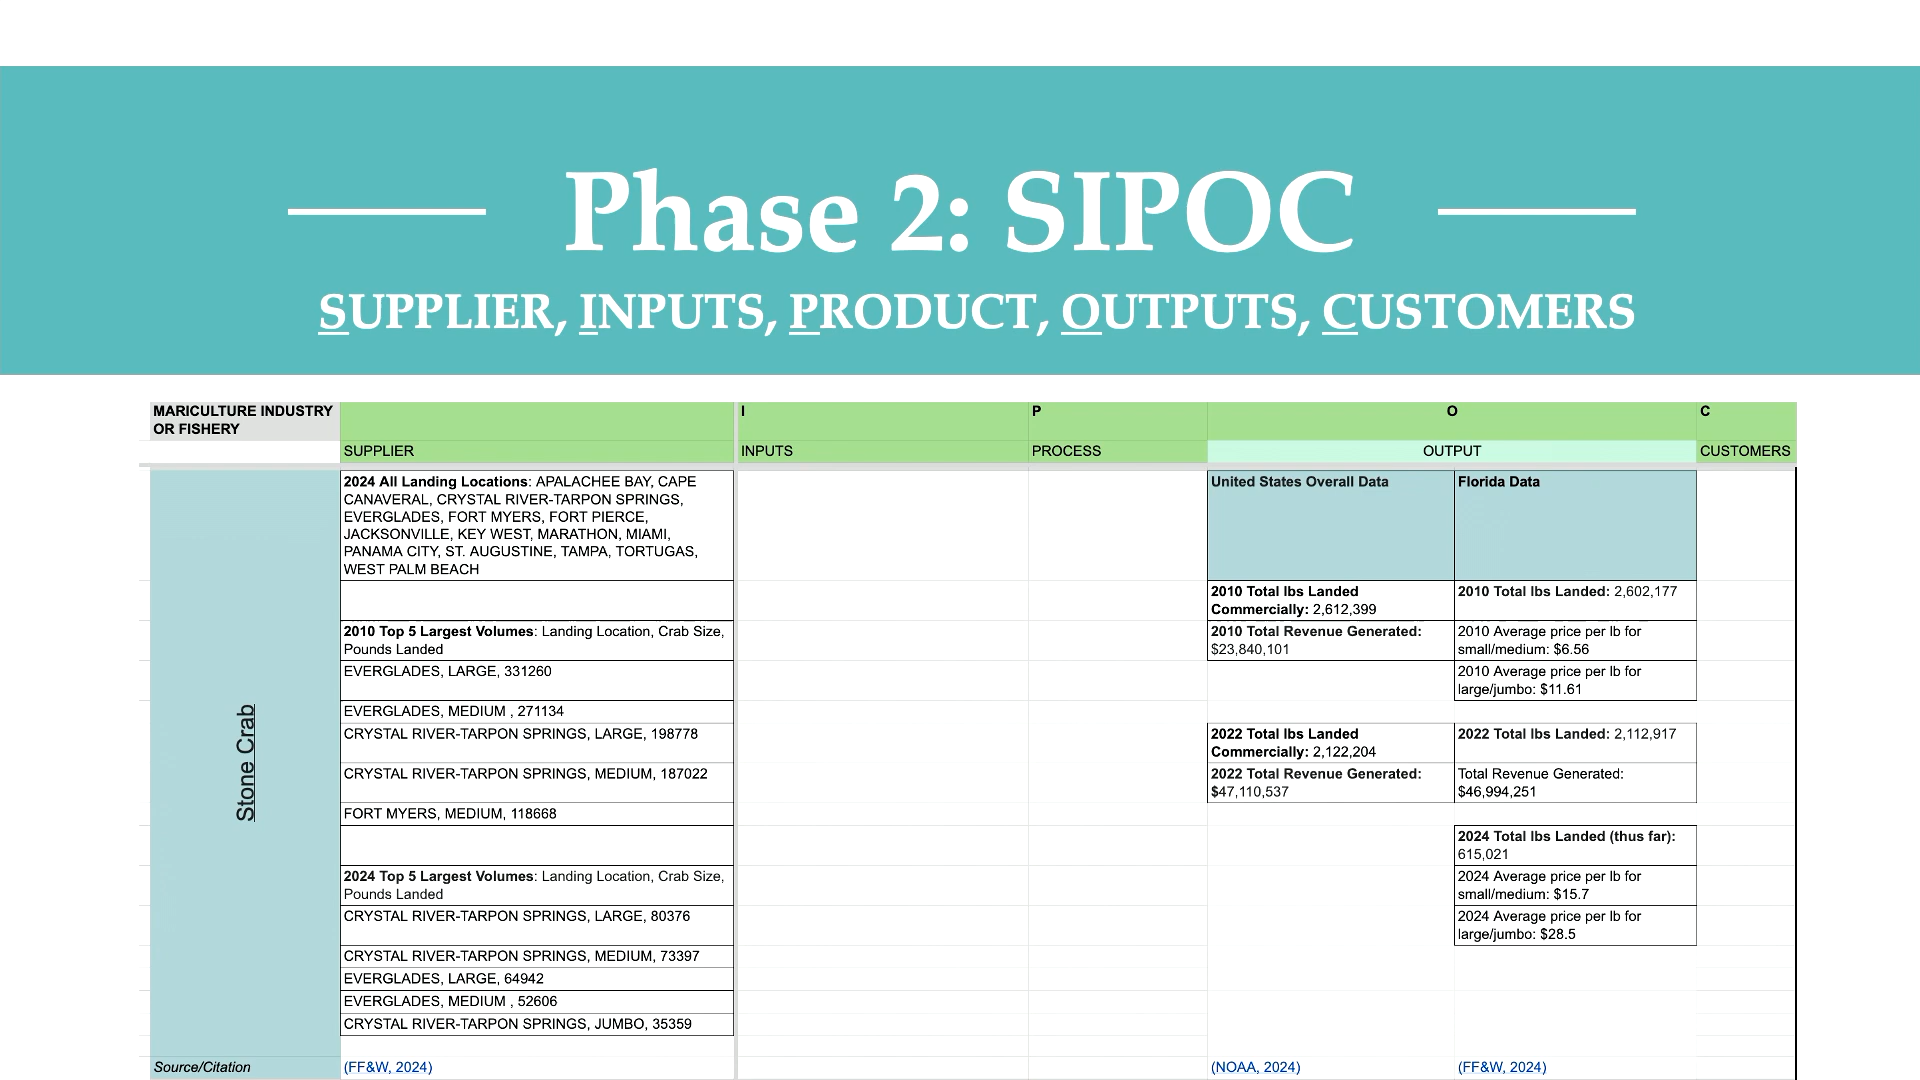 Phase 2: SIPOC
SUPPLIER, INPUTS, PRODUCT, OUTPUTS, CUSTOMERS
MARICULTURE INDUSTRY
OR FISHERY
I
P
O
C
SUPPLIER
INPUTS
PROCESS
OUTPUT
CUSTOMERS
Stone Crab
2024 All Landing Locations: APALACHEE BAY, CAPE
CANAVERAL, CRYSTAL RIVER-TARPON SPRINGS,
EVERGLADES, FORT MYERS, FORT PIERCE,
JACKSONVILLE, KEY WEST, MARATHON, MIAMI,
PANAMA CITY, ST. AUGUSTINE, TAMPA, TORTUGAS,
WEST PALM BEACH
United States Overall Data
Florida Data
2010 Total lbs Landed
Commercially: 2,612,399
2010 Total lbs Landed: 2,602,177
2010 Top 5 Largest Volumes: Landing Location, Crab Size,
Pounds Landed
2010 Total Revenue Generated:
$23,840,101
2010 Average price per lb for
small/medium: $6.56
EVERGLADES, LARGE, 331260
2010 Average price per lb for
large/jumbo: $11.61
EVERGLADES, MEDIUM , 271134
CRYSTAL RIVER-TARPON SPRINGS, LARGE, 198778
2022 Total lbs Landed
Commercially: 2,122,204
2022 Total lbs Landed: 2,112,917
CRYSTAL RIVER-TARPON SPRINGS, MEDIUM, 187022
2022 Total Revenue Generated:
$47,110,537
Total Revenue Generated:
$46,994,251
FORT MYERS, MEDIUM, 118668
2024 Total lbs Landed (thus far):
615,021
2024 Top 5 Largest Volumes: Landing Location, Crab Size,
Pounds Landed
2024 Average price per lb for
small/medium: $15.7
CRYSTAL RIVER-TARPON SPRINGS, LARGE, 80376
2024 Average price per lb for
large/jumbo: $28.5
CRYSTAL RIVER-TARPON SPRINGS, MEDIUM, 73397
EVERGLADES, LARGE, 64942
EVERGLADES, MEDIUM , 52606
CRYSTAL RIVER-TARPON SPRINGS, JUMBO, 35359
Source/Citation
(FF&W, 2024)
(NOAA, 2024)
(FF&W, 2024)